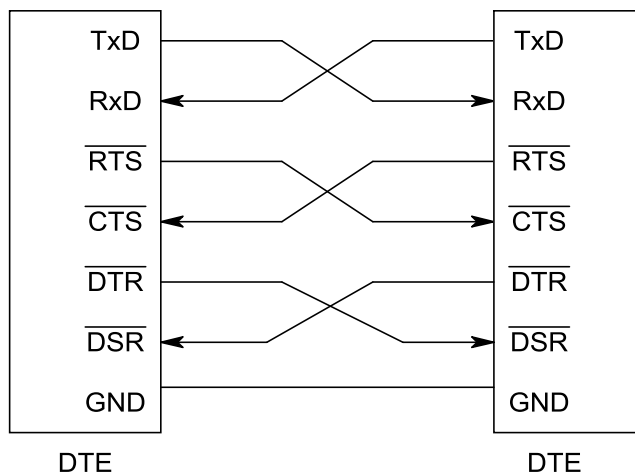 TxD TxD
RxD RxD
RTS RTS
CTS CTS
DTR DTR
DSR DSR
GND GND
DTE DTE